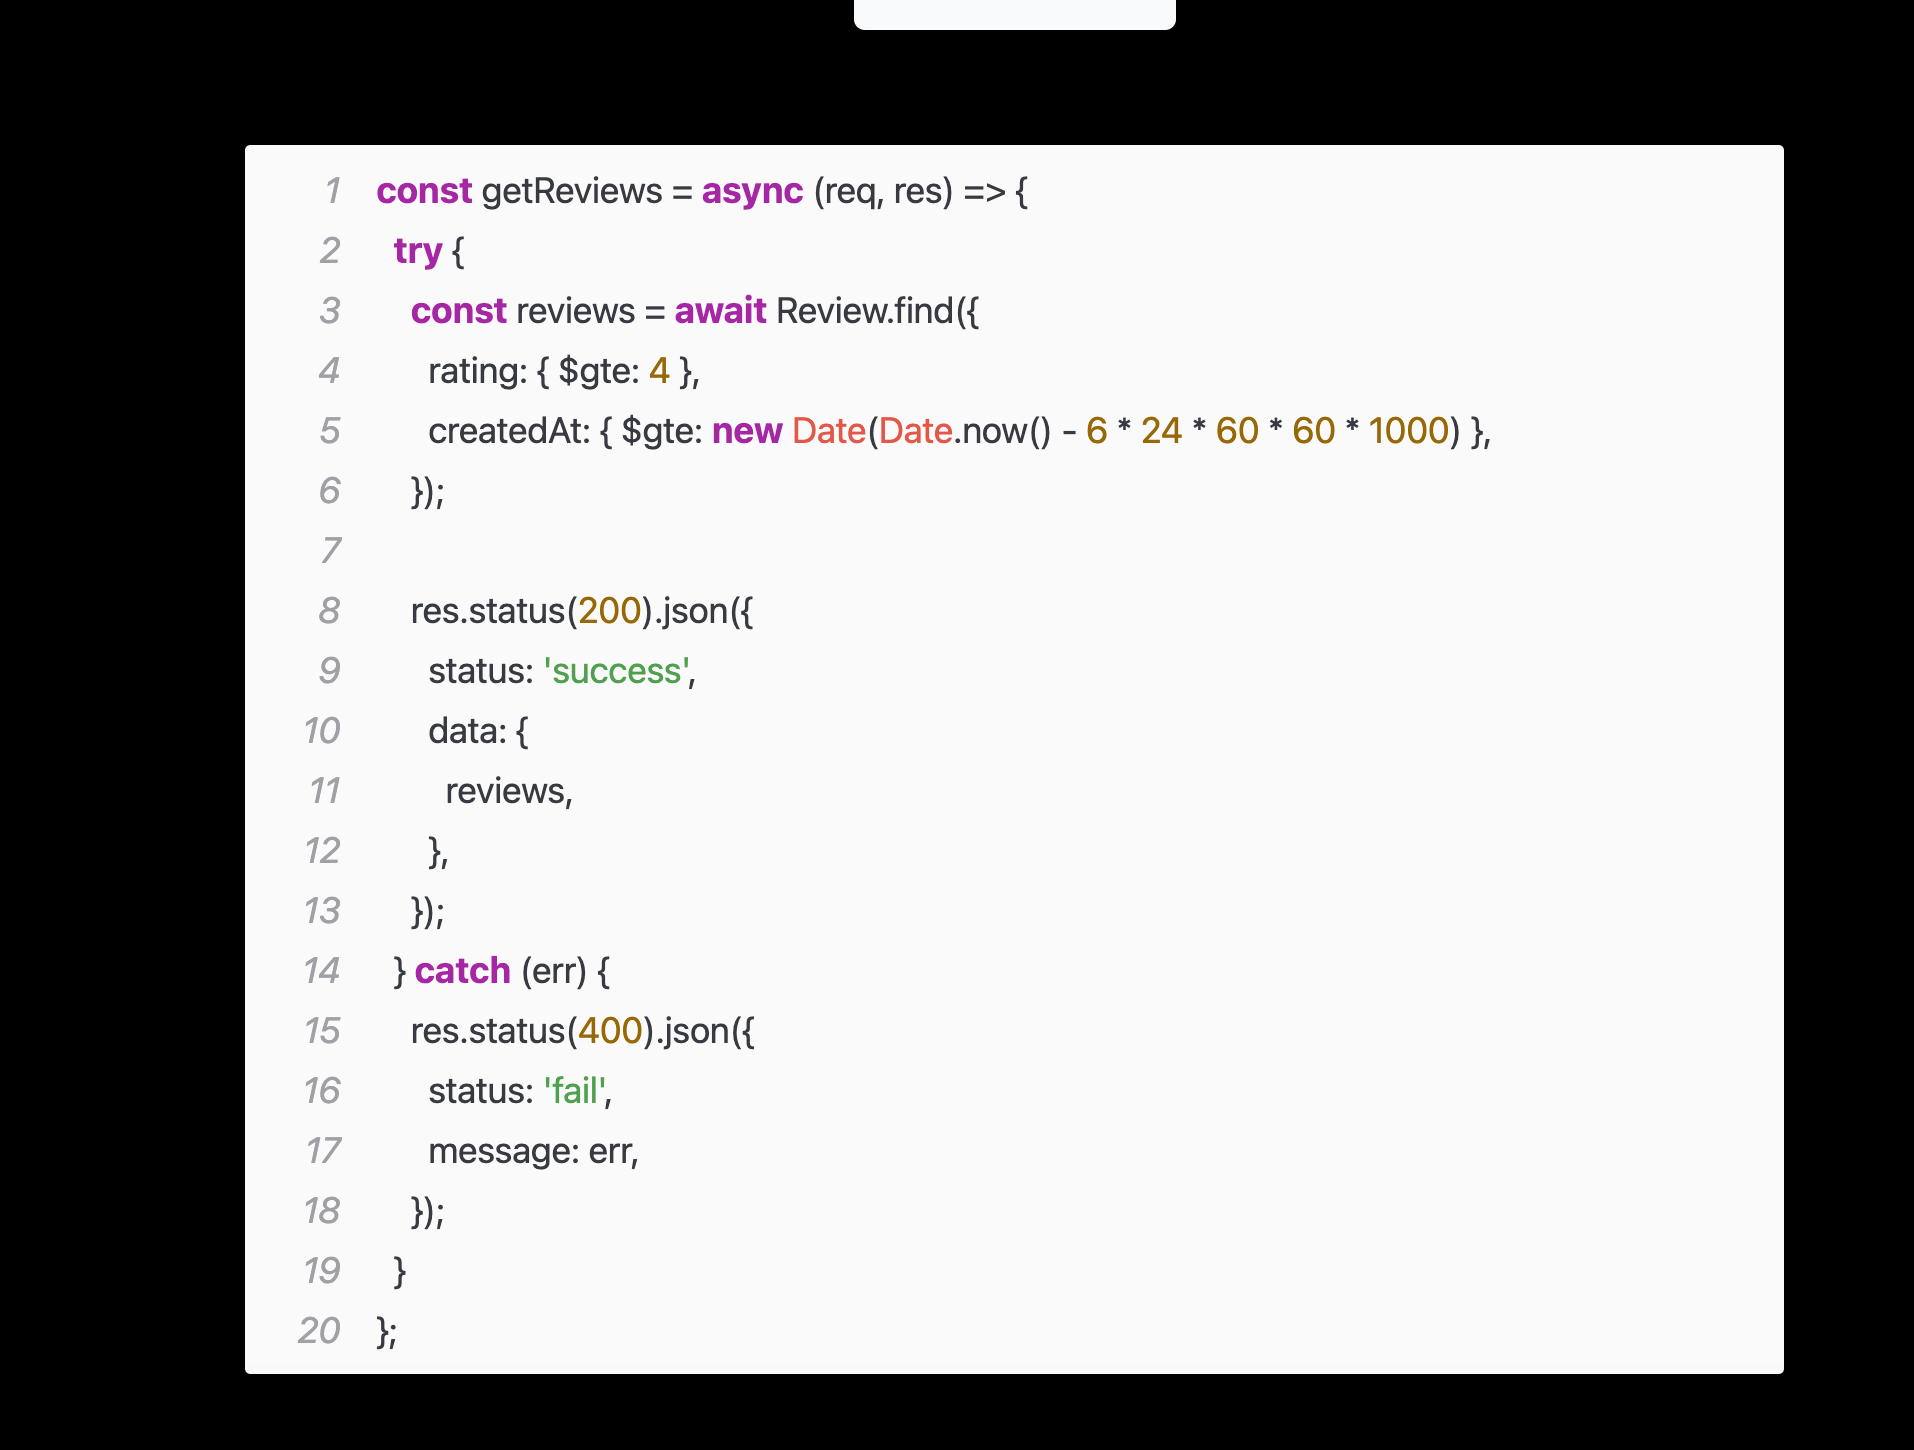 1 const getReviews = async (req, res) => {
2 try {
3 const reviews = await Review.find({
4 rating: { $gte: 4 },
5 createdAt: { $gte: new Date(Date.now() - 6 * 24 * 60 * 60 * 1000) },
6 });
7
8 res.status(200).json({
9 status: 'success',
10 data: {
11 reviews,
12 },
13 });
14 } catch (err) {
15 res.status(400).json({
16 status: 'fail',
17 message: err,
18 });
19 }
20 };